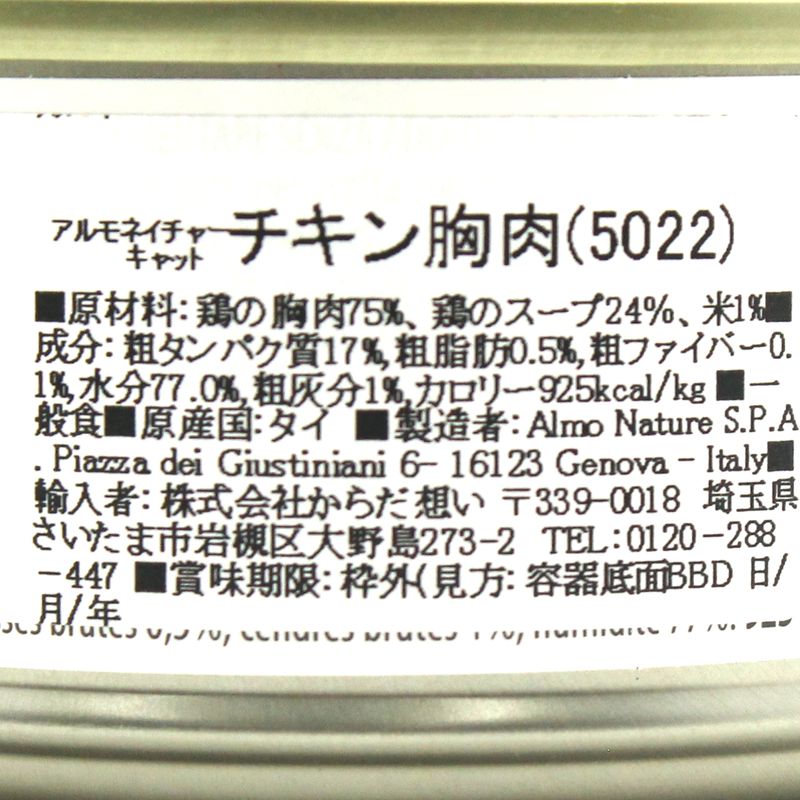 アルモネイチャー
キャット
チキン胸肉(5022)
■原材料:鶏の胸肉75%、鶏のスープ24%、米1%■
成分:粗タンパク質17%,粗脂肪0.5%,粗ファイバー0.
1%,水分77.0%,粗灰分1%,カロリー925kcal/kg ■一
般食■原産国:タイ ■製造者:Almo Nature S.P.A
. Piazza dei Giustiniani 6- 16123 Genova - Italy■
輸入者:株式会社からだ想い 〒339-0018 埼玉県
さいたま市岩槻区大野島273-2 TEL:0120-288
-447 ■賞味期限:枠外(見方:容器底面BBD 日/
月/年
brutes 0,5%, cendres brutes 1%, humidité 77%.